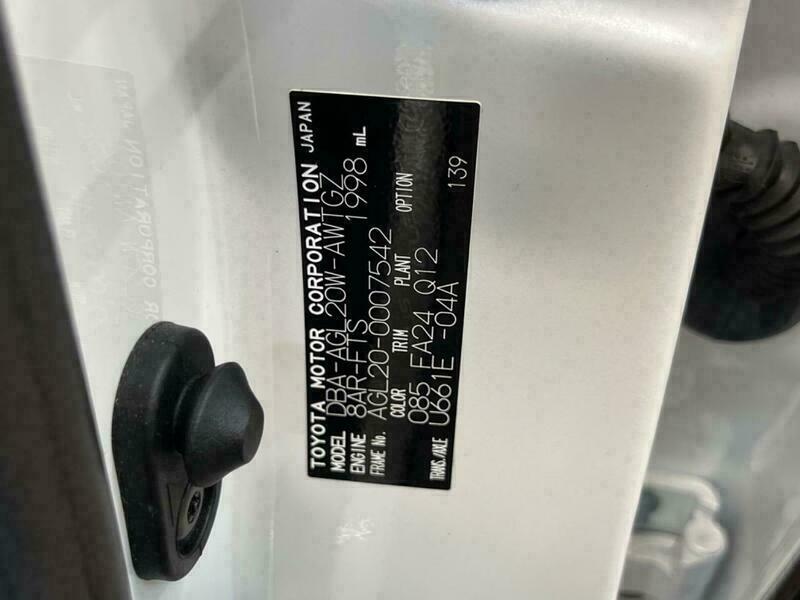 TOYOTA MOTOR CORPORATION JAPAN
MODEL DBA-AGL20W-AWTGZ
ENGINE 8AR-FTS 1998 mL
FRAME No. AGL20-0007542
COLOR TRIM PLANT OPTION
085 EA24 Q12
TRANS./AXLE U661E -04A 139